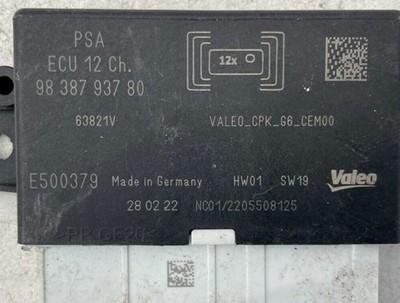 PSA
ECU 12 Ch.
98 387 937 80
12x
63821V
VALEO_CPK_G6_CEM00
E500379
Made in Germany
HW01
SW19
Valeo
28 02 22
NC01/2205508125